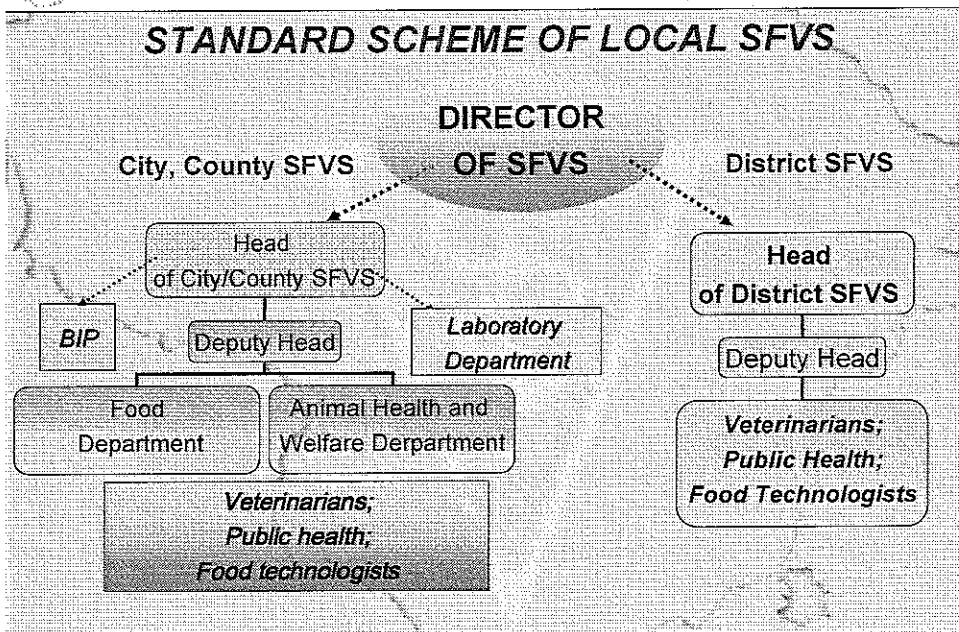 STANDARD SCHEME OF LOCAL SFVS
DIRECTOR
OF SFVS
City, County SFVS
District SFVS
Head
of City/County SFVS
BIP
Deputy Head
Laboratory
Department
Food
Department
Animal Health and
Welfare Derpartment
Veterinarians;
Public health;
Food technologists
Head
of District SFVS
Deputy Head
Veterinarians;
Public Health;
Food Technologists